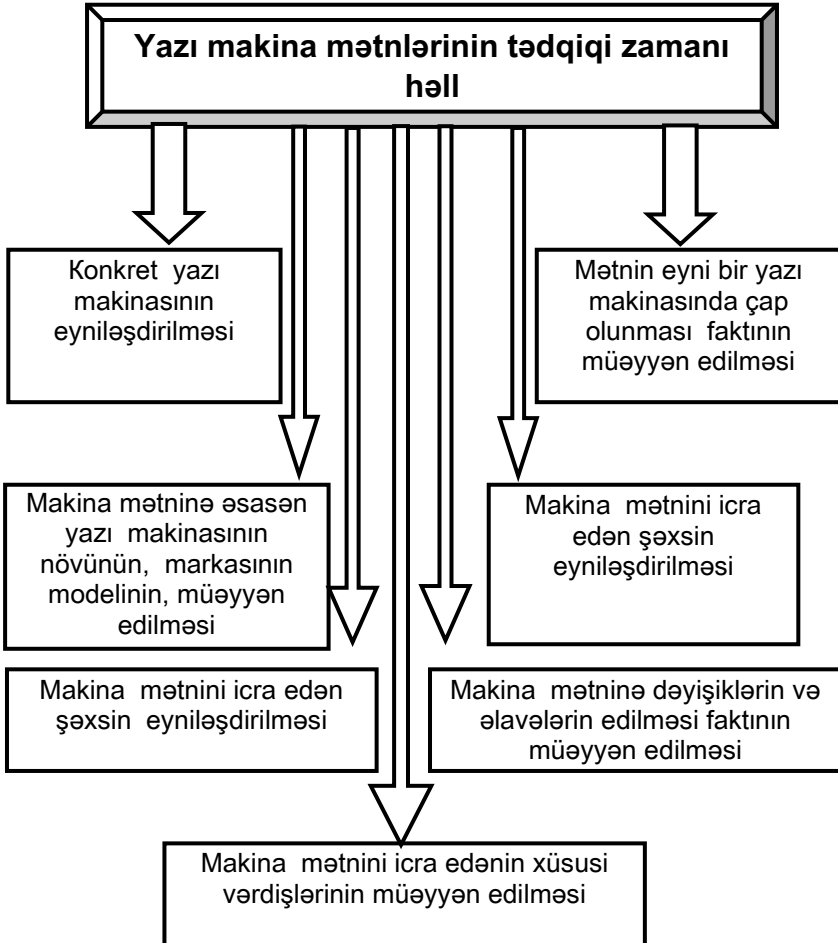 Yazı makina mətnlərinin tədqiqi zamanı
həll
Konkret yazı
makinasının
eyniləşdirilməsi
Mətnin eyni bir yazı
makinasında çap
olunması faktının
müəyyən edilməsi
Makina mətninə əsasən
yazı makinasının
növünün, markasının
modelinin, müəyyən
edilməsi
Makina mətnini icra
edən şəxsin
eyniləşdirilməsi
Makina mətnini icra edən
şəxsin eyniləşdirilməsi
Makina mətninə dəyişiklərin və
əlavələrin edilməsi faktının
müəyyən edilməsi
Makina mətnini icra edənin xüsusi
vərdişlərinin müəyyən edilməsi